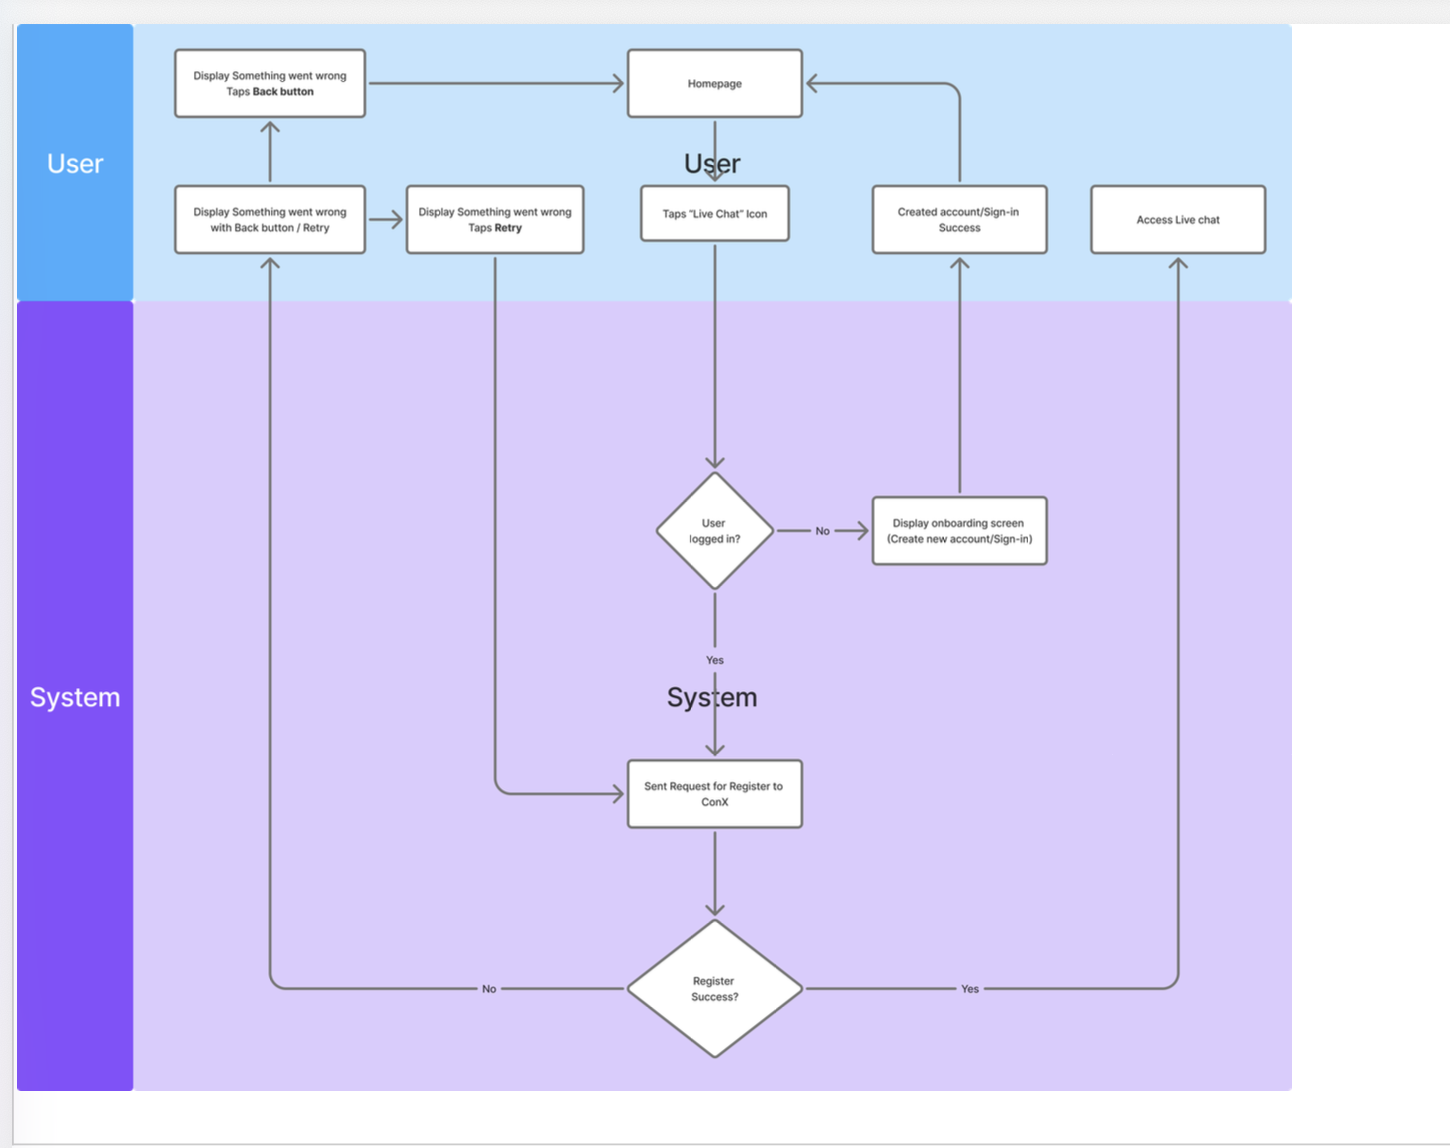 Display Something went wrong
Taps Back button
Homepage
User
User
Display Something went wrong
with Back button / Retry
Display Something went wrong
Taps Retry
Taps "Live Chat" Icon
Created account/Sign-in
Success
Access Live chat
User
logged in?
No
Display onboarding screen
(Create new account/Sign-in)
Yes
System
System
Sent Request for Register to
ConX
Register
Success?
No
Yes